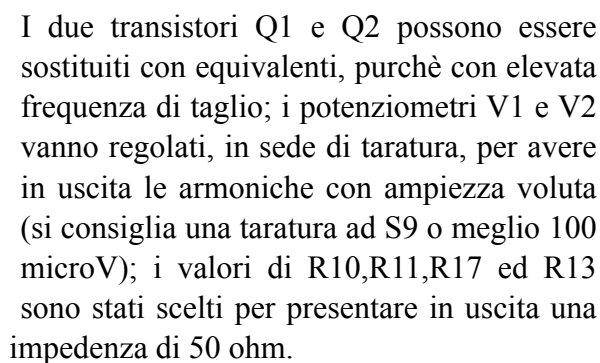 I due transistori Q1 e Q2 possono essere
sostituiti con equivalenti, purchè con elevata
frequenza di taglio; i potenziometri V1 e V2
vanno regolati, in sede di taratura, per avere
in uscita le armoniche con ampiezza voluta
(si consiglia una taratura ad S9 o meglio 100
microV); i valori di R10,R11,R17 ed R13
sono stati scelti per presentare in uscita una
impedenza di 50 ohm.